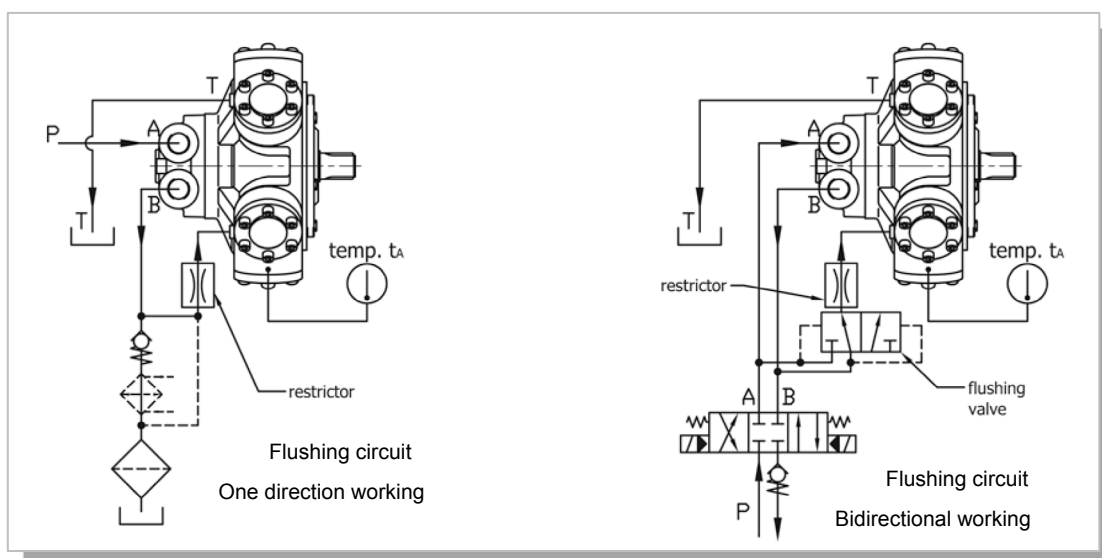 T
P
A
B
T
temp. tA
restrictor
Flushing circuit
One direction working
T
A
B
T
temp. tA
restrictor
flushing
valve
A B
P
T
T
Flushing circuit
Bidirectional working